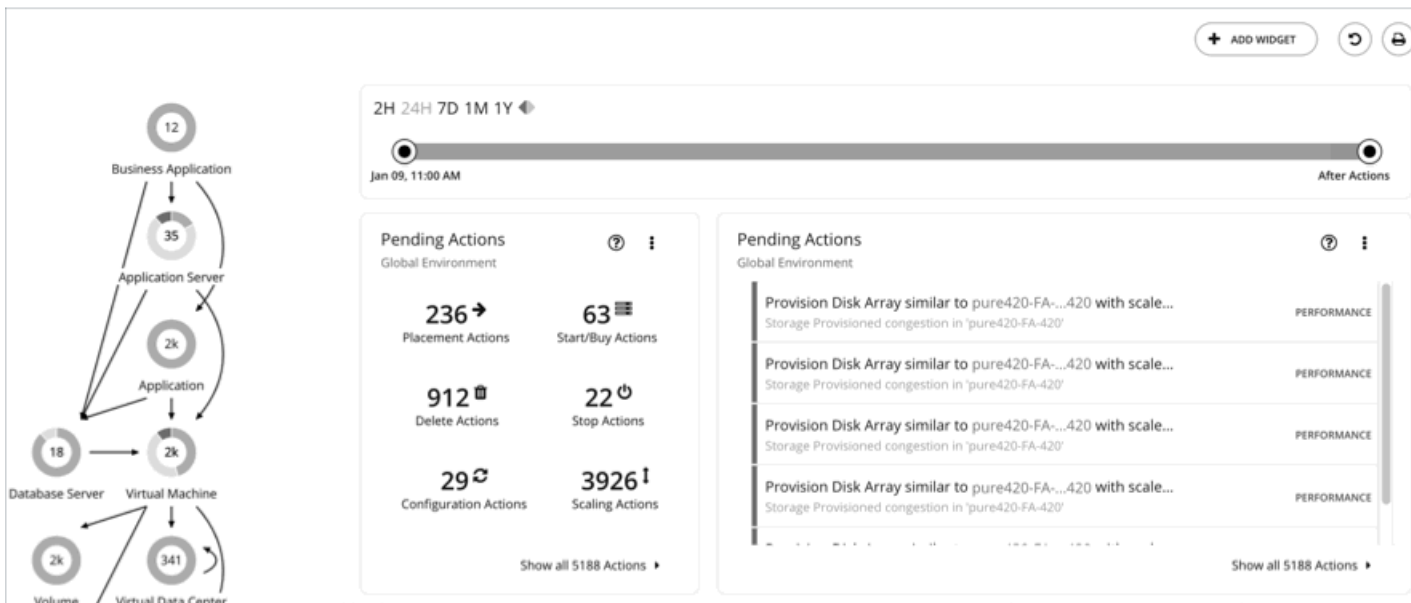 ADD WIDGET
12
Business Application
35
Application Server
2k
Application
18
2k
Database Server
Virtual Machine
2k
341
Volume
Virtual Data Center
2H 24H 7D 1M 1Y
Jan 09, 11:00 AM
After Actions
Pending Actions
Global Environment
236
63
Placement Actions
Start/Buy Actions
912
22
Delete Actions
Stop Actions
29
3926
Configuration Actions
Scaling Actions
Show all 5188 Actions
Pending Actions
Global Environment
Provision Disk Array similar to pure420-FA-...420 with scale...
Storage Provisioned congestion in 'pure420-FA-420'
PERFORMANCE
Provision Disk Array similar to pure420-FA-...420 with scale...
Storage Provisioned congestion in 'pure420-FA-420'
PERFORMANCE
Provision Disk Array similar to pure420-FA-...420 with scale...
Storage Provisioned congestion in 'pure420-FA-420'
PERFORMANCE
Provision Disk Array similar to pure420-FA-...420 with scale...
Storage Provisioned congestion in 'pure420-FA-420'
PERFORMANCE
Show all 5188 Actions